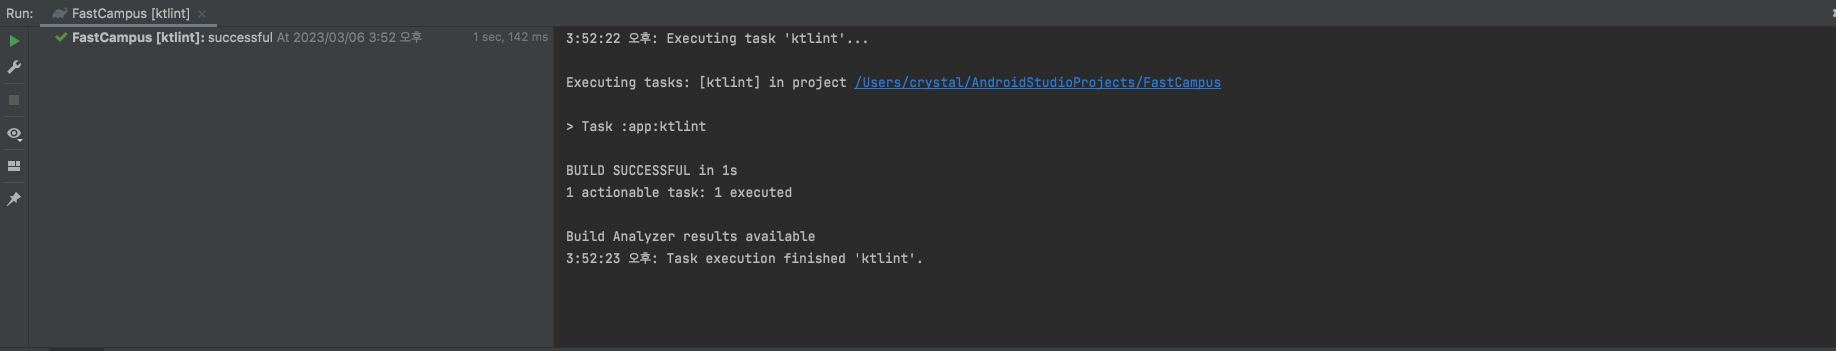 Run: FastCampus [ktlint]
FastCampus [ktlint]: successful At 2023/03/06 3:52 오후 1 sec, 142 ms
3:52:22 오후: Executing task 'ktlint'...
Executing tasks: [ktlint] in project /Users/crystal/AndroidStudioProjects/FastCampus
> Task :app:ktlint
BUILD SUCCESSFUL in 1s
1 actionable task: 1 executed
Build Analyzer results available
3:52:23 오후: Task execution finished 'ktlint'.